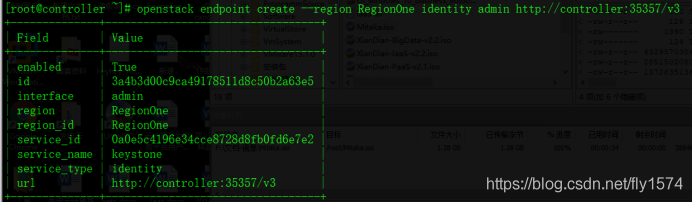 [root@controller ~]# openstack endpoint create --region RegionOne identity admin http://controller:35357/v3
Field Value
enabled True
id 3a4b3d00c9ca49178511d8c50b2a63e5
interface admin
region RegionOne
region_id RegionOne
service_id 0a0e5c4196e34cce8728d8fb0fd6e7e2
service_name keystone
service_type identity
url http://controller:35357/v3
https://blog.csdn.net/fly1574